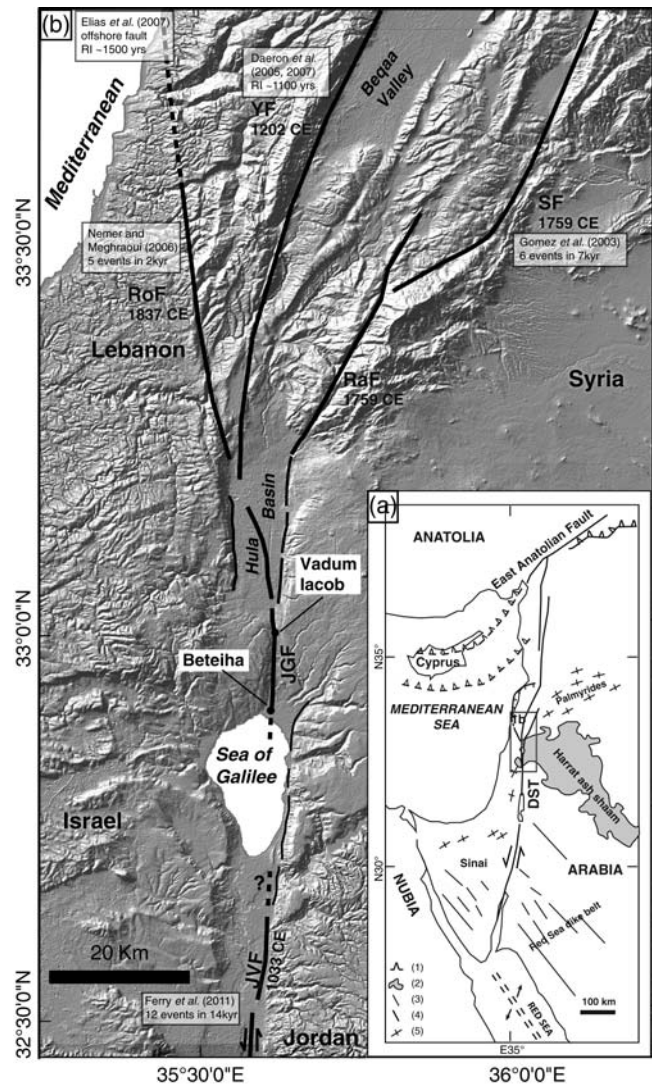 (b)
Elias et al. (2007)
offshore fault
RI ~1500 yrs
Daeron et al.
(2005, 2007)
RI ~1100 yrs
YF
1202 CE
Beqaa
Valley
Mediterranean
SF
1759 CE
Gomez et al. (2003)
6 events in 7kyr
Nemer and
Meghraoui (2006)
5 events in 2kyr
RoF
1837 CE
Lebanon
RaF
1759 CE
Syria
Hula
Basin
Vadum
Iacob
JGF
Beteiha
Sea of
Galilee
Israel
?
20 Km
JVF
1033 CE
Ferry et al. (2011)
12 events in 14kyr
Jordan
33°30'0"N
33°0'0"N
32°30'0"N
35°30'0"E
36°0'0"E
(a)
ANATOLIA
East Anatolian Fault
N35°
Cyprus
Palmyrides
MEDITERRANEAN
SEA
1b
Harrat ash shaam
DST
N30°
Sinai
ARABIA
NUBIA
Red Sea dike belt
RED SEA
(1)
(2)
(3)
(4)
(5)
100 km
E35°